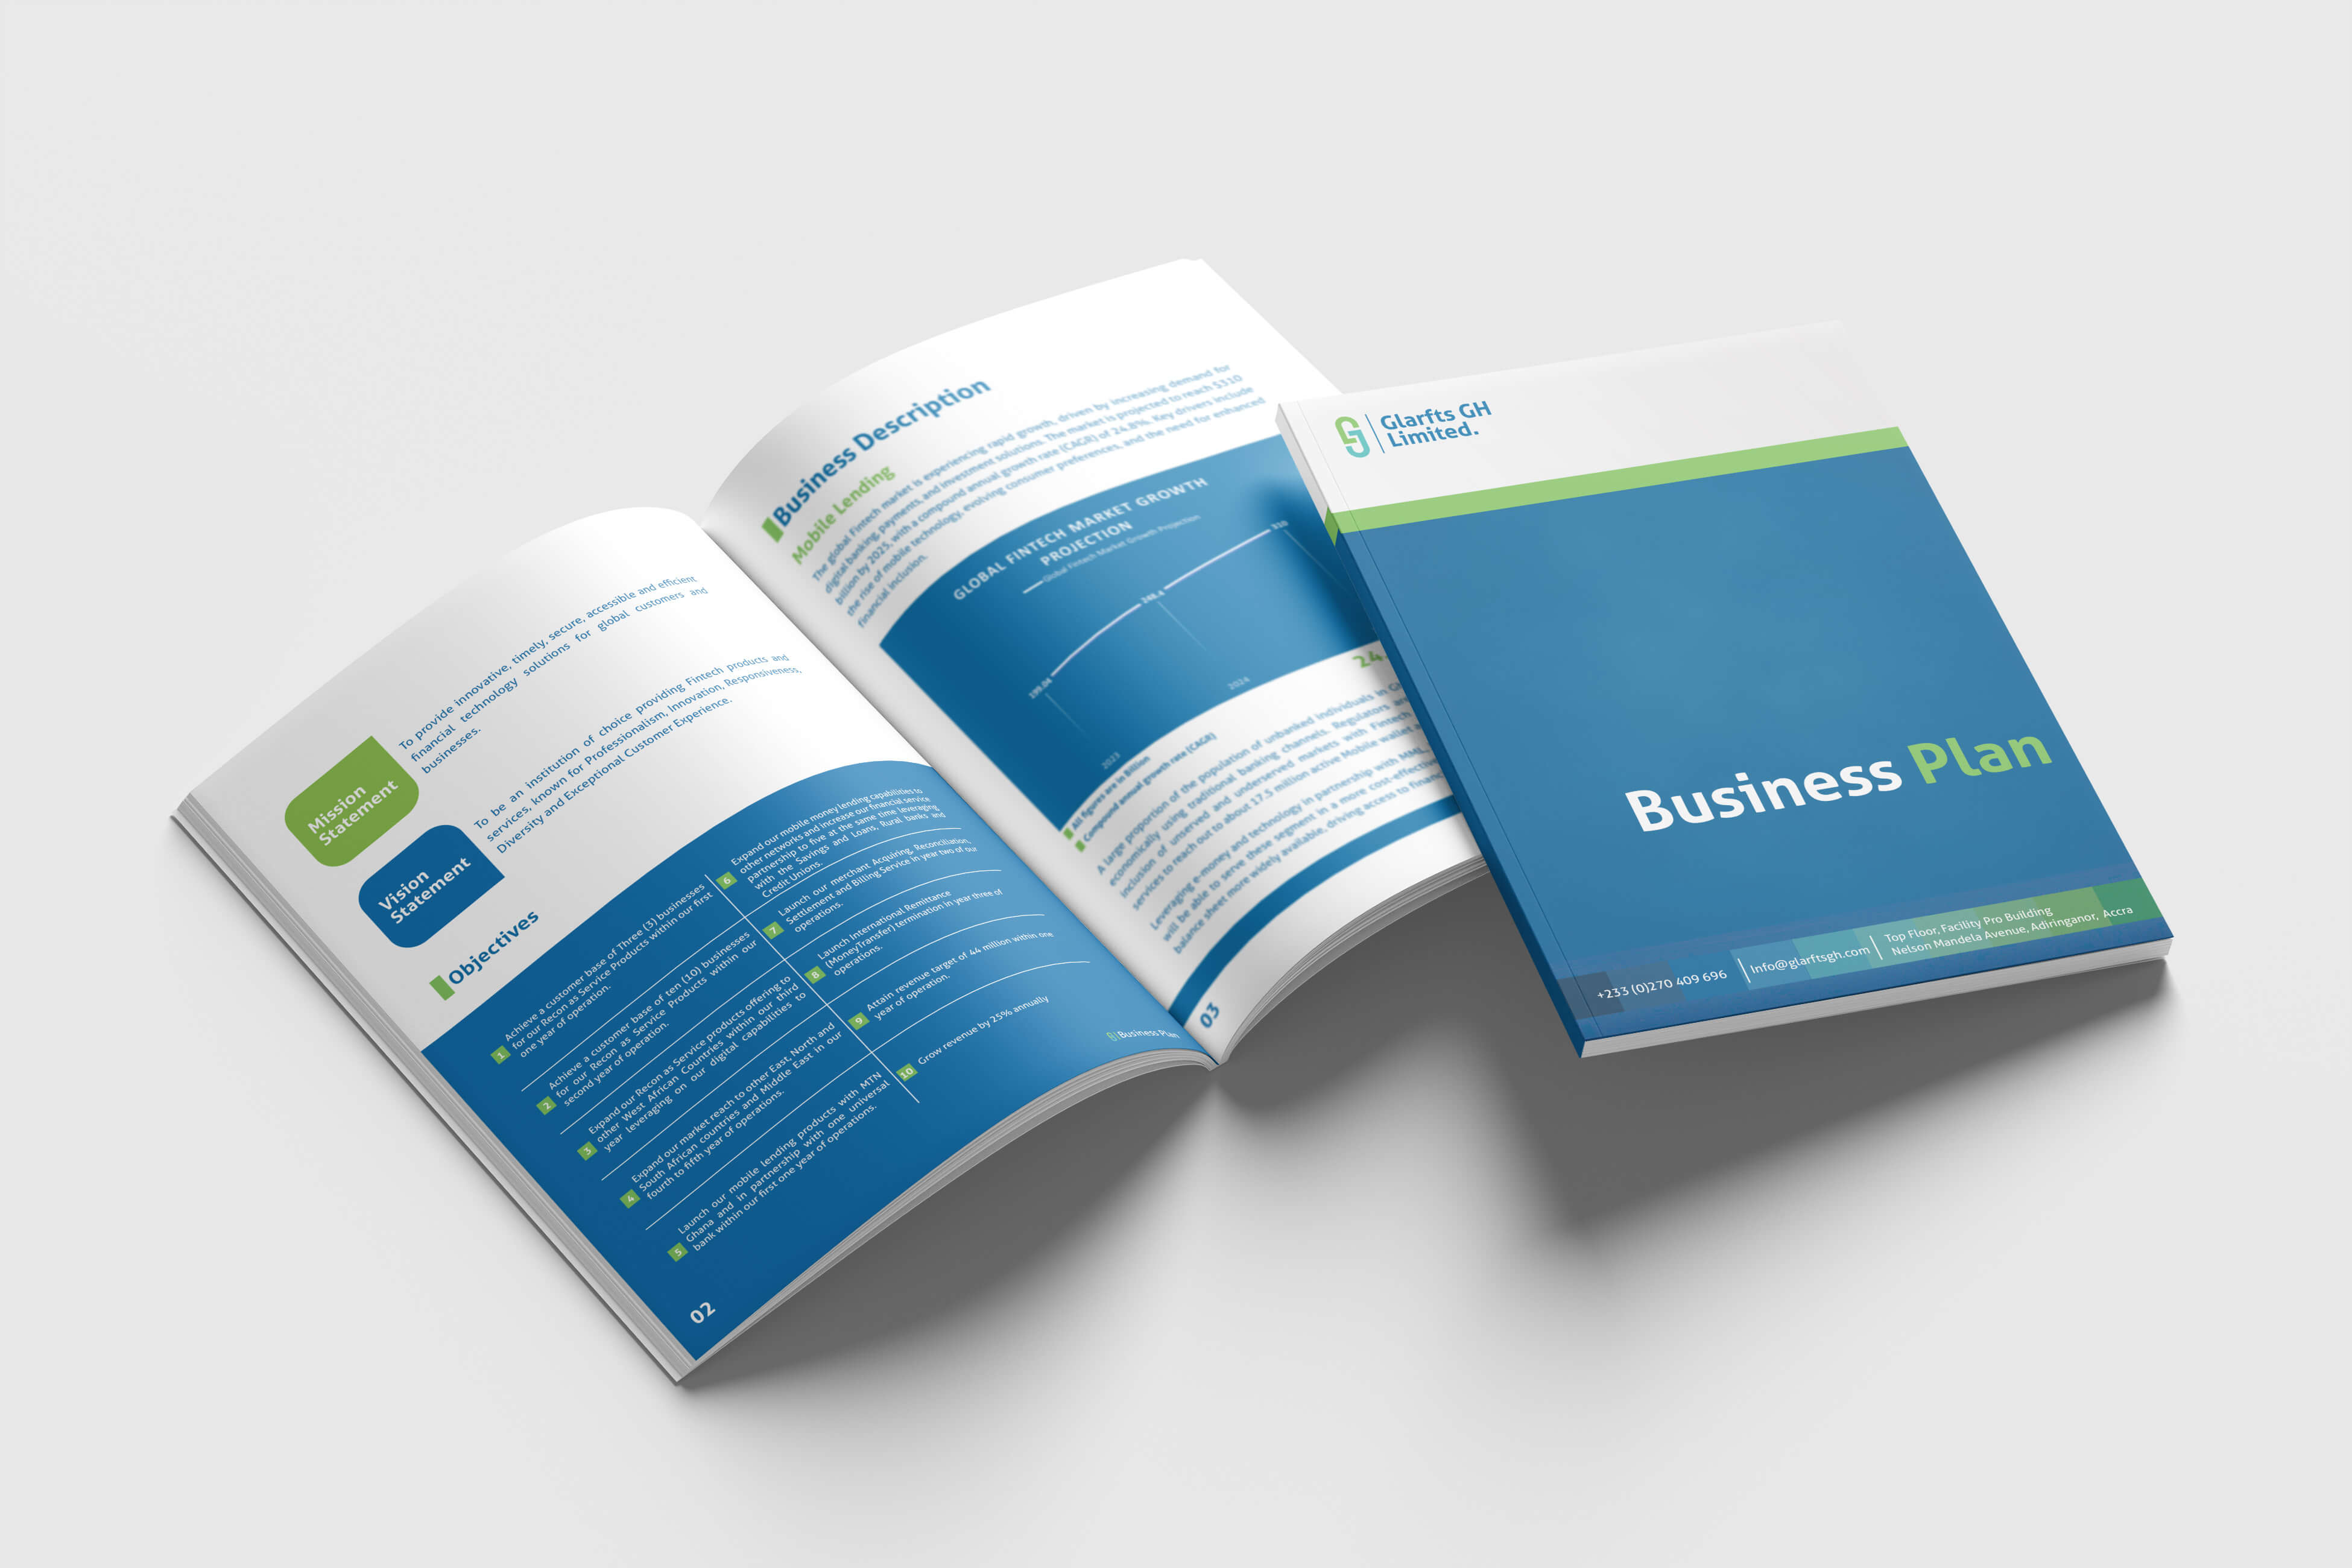 Mission
Statement
To provide innovative, timely, secure, accessible and efficient
financial technology solutions for global customers and
businesses.
Vision
Statement
To be an institution of choice providing Fintech products and
services, known for Professionalism, Innovation, Responsiveness,
Diversity and Exceptional Customer Experience.
Objectives
1
Achieve a customer base of Three (3) businesses
for our Recon as Service Products within our first
one year of operation.
2
Achieve a customer base of ten (10) businesses
for our Recon as Service Products within our
second year of operation.
3
Expand our Recon as Service products offering to
other West African Countries within our third
year leveraging on our digital capabilities to
4
Expand our market reach to other East, North and
South African countries and Middle East in our
fourth to fifth year of operations.
5
Launch our mobile lending products with MTN
Ghana and in partnership with one universal
bank within our first one year of operations.
6
Expand our mobile money lending capabilities to
other networks and increase our financial service
partnership to five at the same time leveraging
with the Savings and Loans, Rural banks and
Credit Unions.
7
Launch our merchant Acquiring, Reconciliation,
Settlement and Billing Service in year two of our
operations.
8
Launch International Remittance
(MoneyTransfer) termination in year three of
operations.
9
Attain revenue target of 44 million within one
year of operation.
10
Grow revenue by 25% annually
02
Business Plan
Business Description
Mobile Lending
The global Fintech market is experiencing rapid growth, driven by increasing demand for
digital banking, payments, and investment solutions. The market is projected to reach $310
billion by 2025, with a compound annual growth rate (CAGR) of 24.8%. Key drivers include
the rise of mobile technology, evolving consumer preferences, and the need for enhanced
financial inclusion.
GLOBAL FINTECH MARKET GROWTH
PROJECTION
Global Fintech Market Growth Projection
199.04
248.4
310
2023
2024
24.
All figures are in Billion
Compound annual growth rate (CAGR)
A large proportion of the population of unbanked individuals in
economically using traditional banking channels. Regulators
inclusion of unserved and underserved markets with Fintech
services to reach out to about 17.5 million active Mobile wallet
Leveraging e-money and technology in partnership with MML,
will be able to serve these segment in a more cost-effective
balance sheet more widely available, driving access to
03
Glarfts GH
Limited.
Business Plan
+233 (0)270 409 696
Info@glarftsgh.com
Top Floor, Facility Pro Building
Nelson Mandela Avenue, Adiringanor, Accra